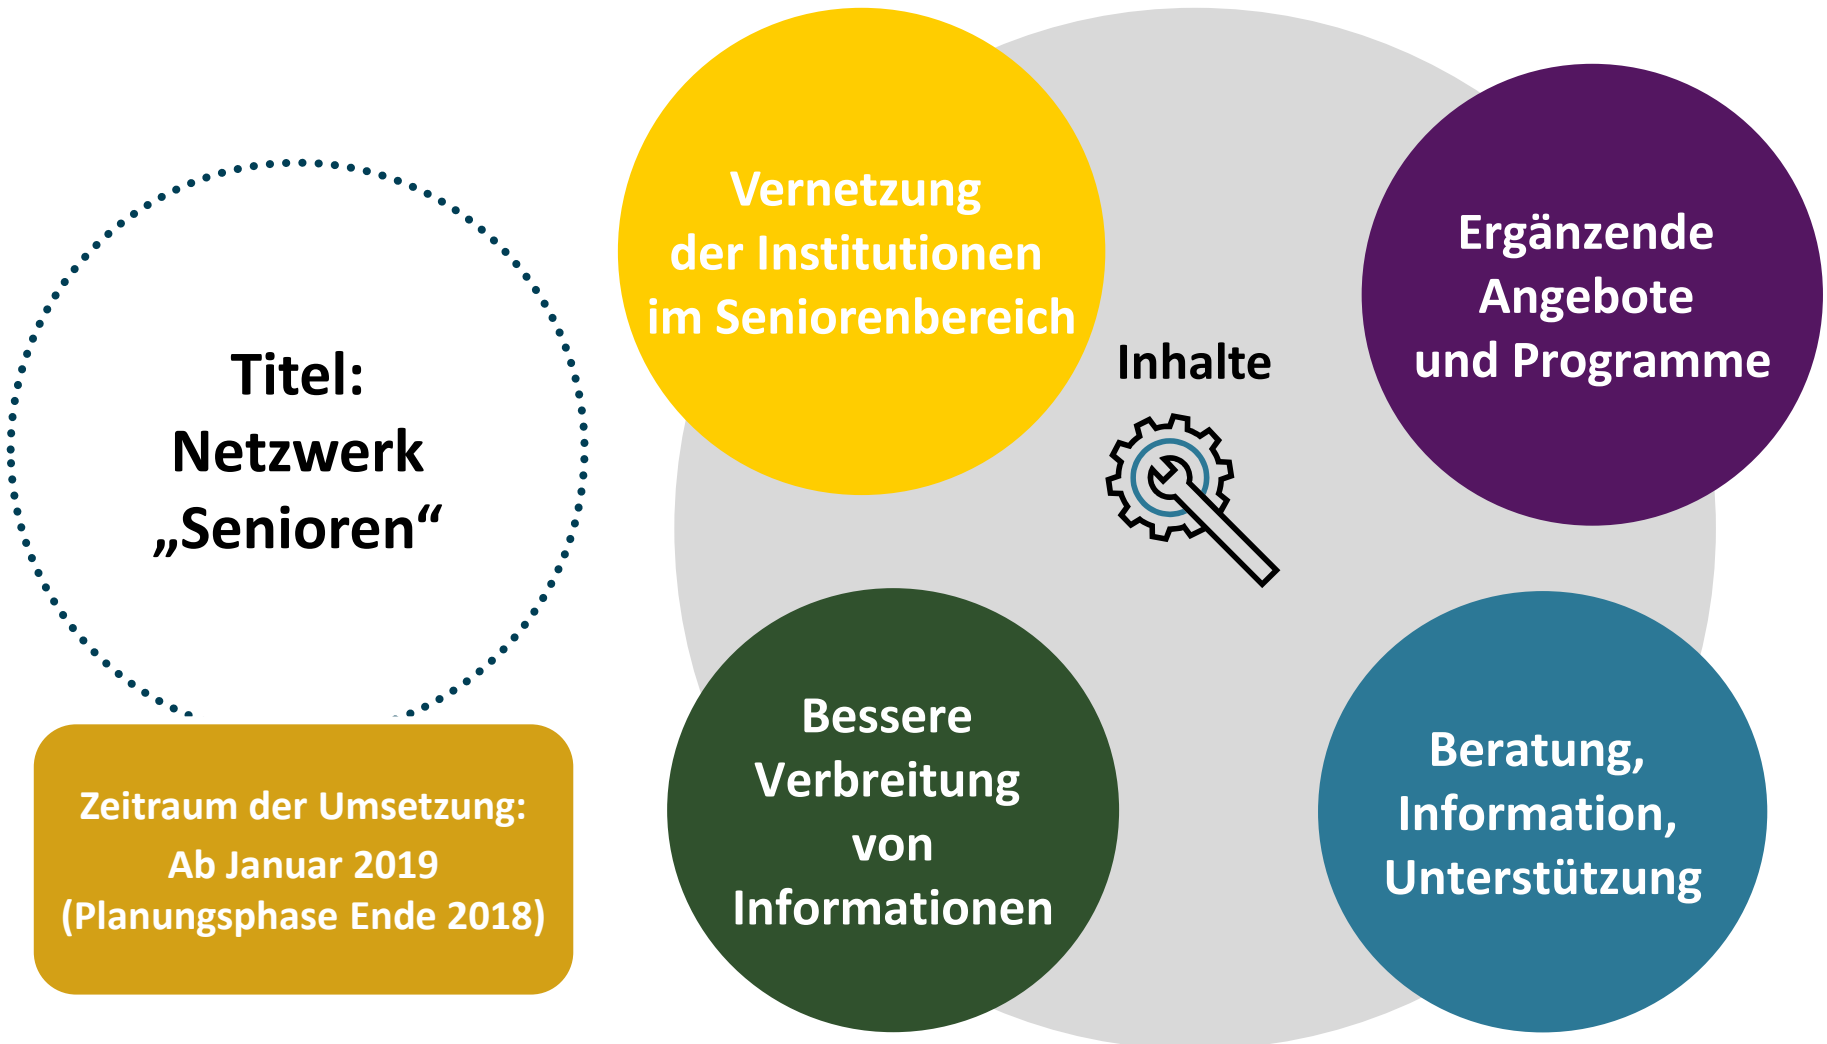 Titel:
Netzwerk
„Senioren“
Zeitraum der Umsetzung:
Ab Januar 2019
(Planungsphase Ende 2018)
Vernetzung
der Institutionen
im Seniorenbereich
Inhalte
Ergänzende
Angebote
und Programme
Bessere
Verbreitung
von
Informationen
Beratung,
Information,
Unterstützung